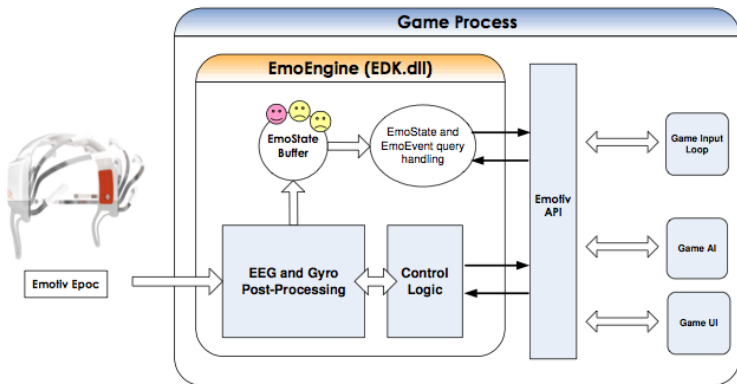 Game Process
EmoEngine (EDK.dll)
EmoState
Buffer
EmoState and
EmoEvent query
handling
Emotiv
API
Game Input
Loop
Emotiv Epoc
EEG and Gyro
Post-Processing
Control
Logic
Game AI
Game UI